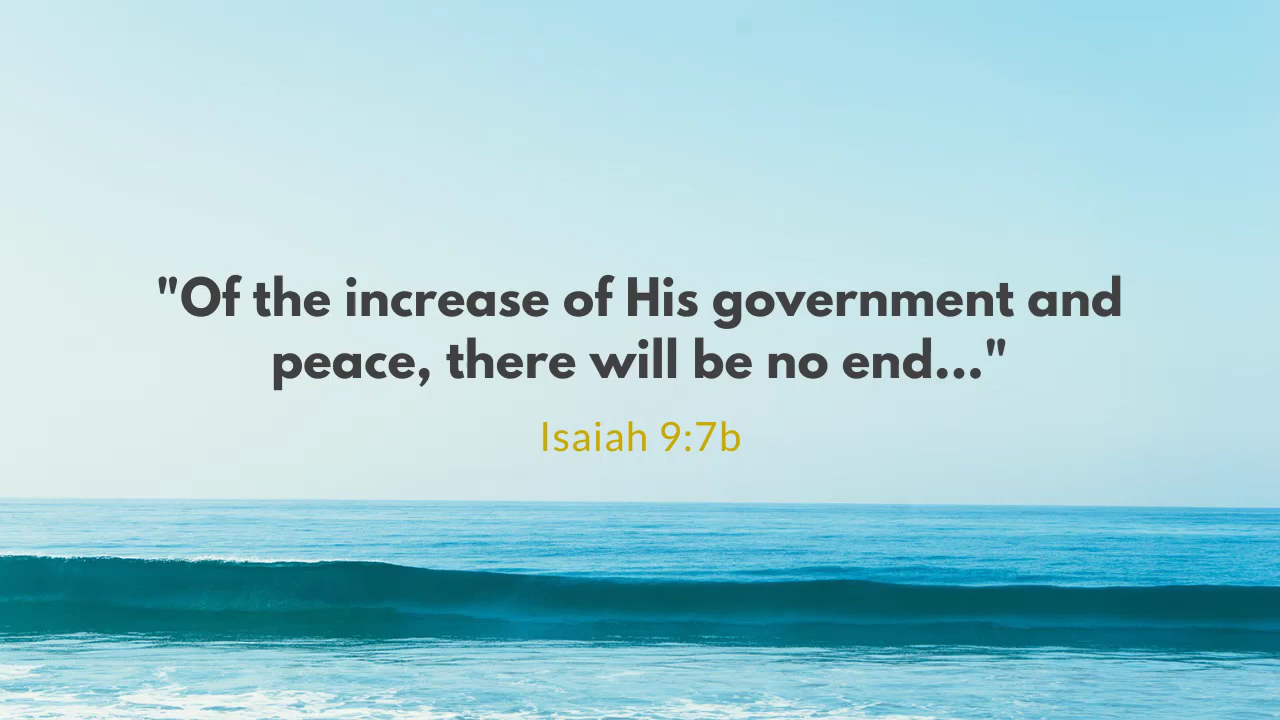 "Of the increase of His government and
peace, there will be no end..."
Isaiah 9:7b